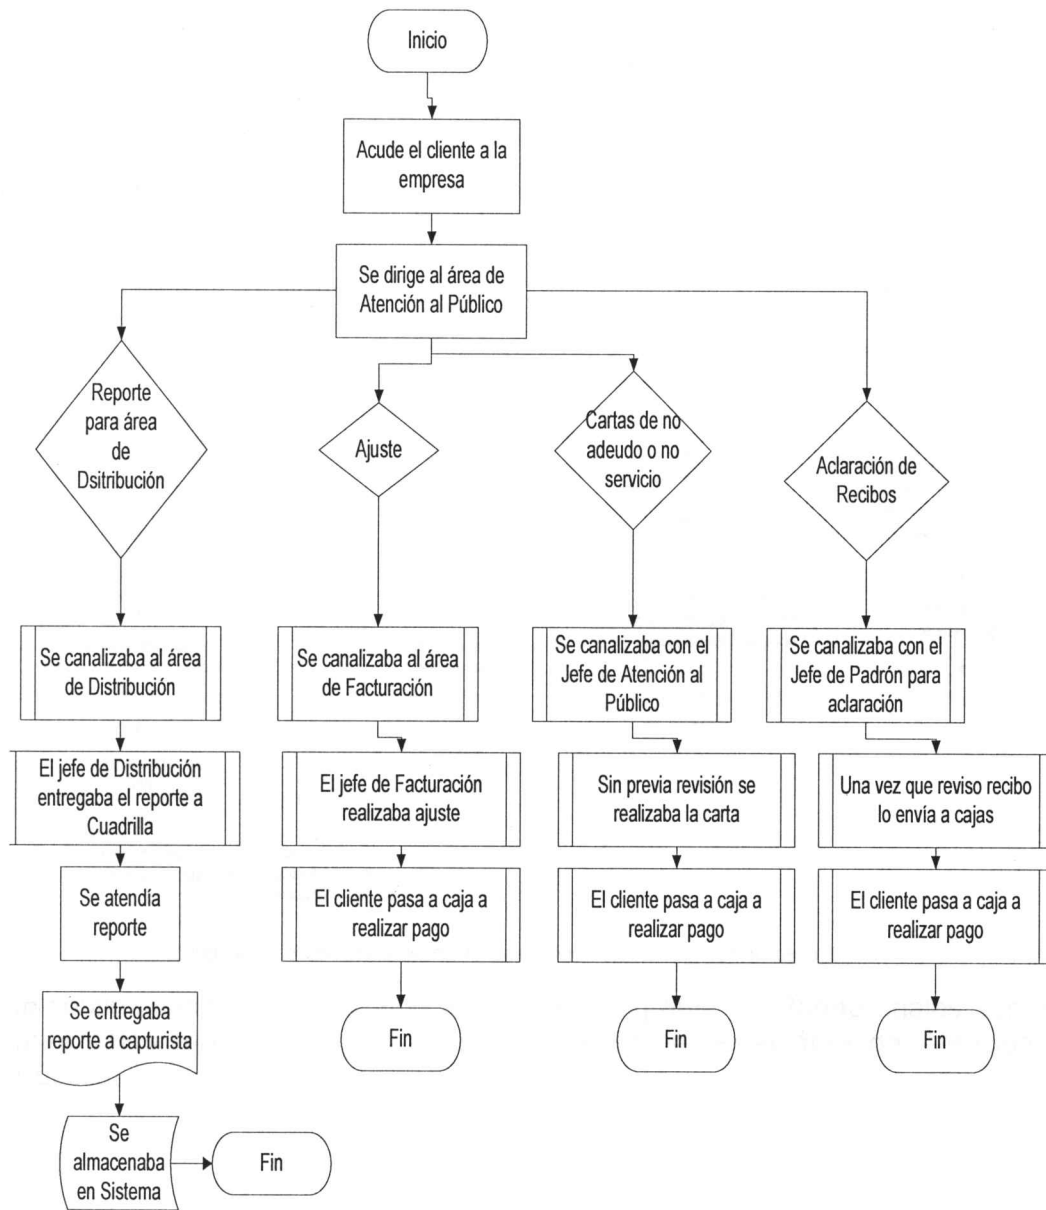 Inicio
Acude el cliente a la
empresa
Se dirige al área de
Atención al Público
Reporte
para área
de
Dsitribución
Ajuste
Cartas de no
adeudo o no
servicio
Aclaración de
Recibos
Se canalizaba al área
de Distribución
Se canalizaba al área
de Facturación
Se canalizaba con el
Jefe de Atención al
Público
Se canalizaba con el
Jefe de Padrón para
aclaración
El jefe de Distribución
entregaba el reporte a
Cuadrilla
El jefe de Facturación
realizaba ajuste
Sin previa revisión se
realizaba la carta
Una vez que reviso recibo
lo envía a cajas
Se atendía
reporte
El cliente pasa a caja a
realizar pago
El cliente pasa a caja a
realizar pago
El cliente pasa a caja a
realizar pago
Se entregaba
reporte a capturista
Fin
Fin
Fin
Se
almacenaba
en Sistema
Fin